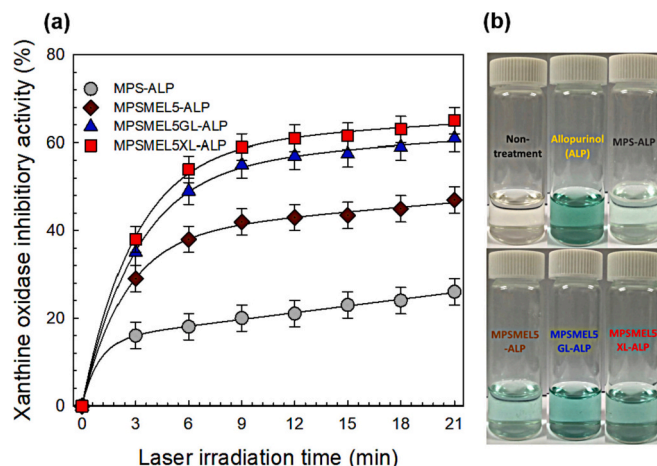 (a)
Xanthine oxidase inhibitory activity (%)
80
60
40
20
0
MPS-ALP
MPSMEL5-ALP
MPSMEL5GL-ALP
MPSMEL5XL-ALP
0 3 6 9 12 15 18 21
Laser irradiation time (min)
(b)
Non-
treatment
Allopurinol
(ALP)
MPS-ALP
MPSMEL5
-ALP
MPSMEL5
GL-ALP
MPSMEL5
XL-ALP